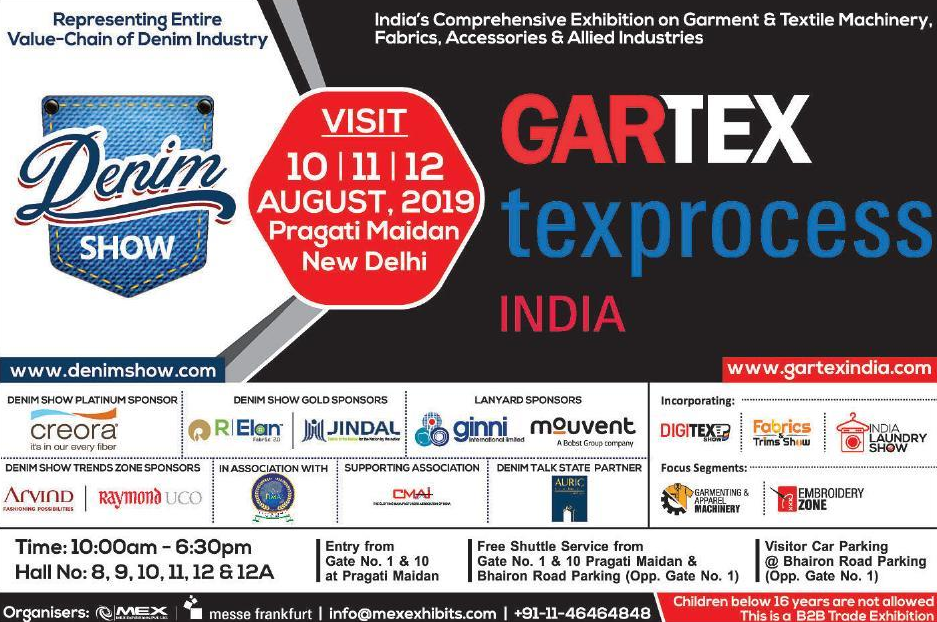 Representing Entire
Value-Chain of Denim Industry
India's Comprehensive Exhibition on Garment & Textile Machinery,
Fabrics, Accessories & Allied Industries
Denim
SHOW
VISIT
10 | 11 | 12
AUGUST, 2019
Pragati Maidan
New Delhi
GARTEX
texprocess
INDIA
www.denimshow.com
www.gartexindia.com
DENIM SHOW PLATINUM SPONSOR
creora
it's in our every fiber
DENIM SHOW GOLD SPONSORS
R|Elan
Fabric 2.0
JINDAL
LANYARD SPONSORS
ginni
international limited
mouvent
A Bobst Group company
Incorporating:
DIGITEX
SHOW
Fabrics &
Trims Show
INDIA
LAUNDRY
SHOW
DENIM SHOW TRENDS ZONE SPONSORS
ARVIND
FASHIONING POSSIBILITIES
Raymond UCO
IN ASSOCIATION WITH
SUPPORTING ASSOCIATION
CMAI
THE CLOTHING MANUFACTURERS ASSOCIATION OF INDIA
DENIM TALK STATE PARTNER
AURIC
Focus Segments:
GARMENTING &
APPAREL
MACHINERY
EMBROIDERY
ZONE
Time: 10:00am - 6:30pm
Hall No: 8, 9, 10, 11, 12 & 12A
Entry from
Gate No. 1 & 10
at Pragati Maidan
Free Shuttle Service from
Gate No. 1 & 10 Pragati Maidan &
Bhairon Road Parking (Opp. Gate No. 1)
Visitor Car Parking
@ Bhairon Road Parking
(Opp. Gate No. 1)
Organisers: MEX | messe frankfurt | info@mexexhibits.com | +91-11-46464848
Children below 16 years are not allowed
This is a B2B Trade Exhibition